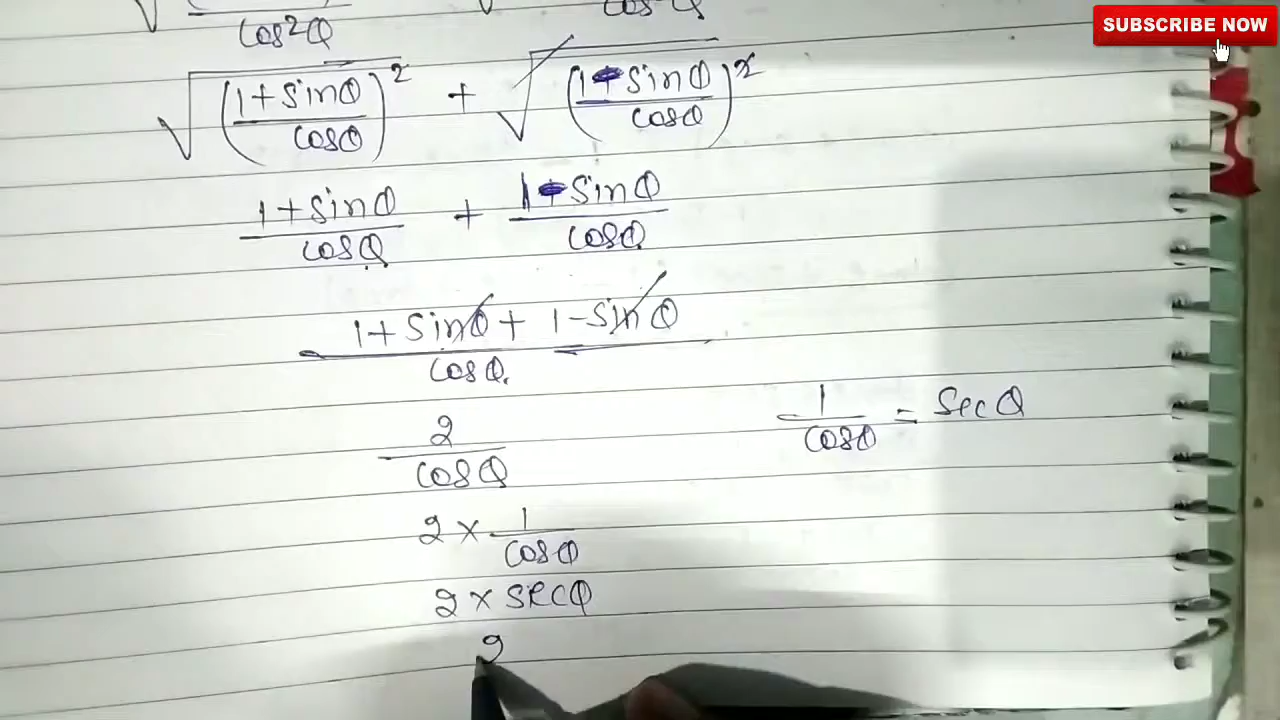 SUBSCRIBE NOW
√ cos²θ √ cos²θ
√((1+sinθ)/cosθ)² + √((1-sinθ)/cosθ)²
(1+sinθ)/cosθ + (1-sinθ)/cosθ
(1+sinθ+1-sinθ)/cosθ
2/cosθ 1/cosθ = secθ
2 × 1/cosθ
2 × secθ
2